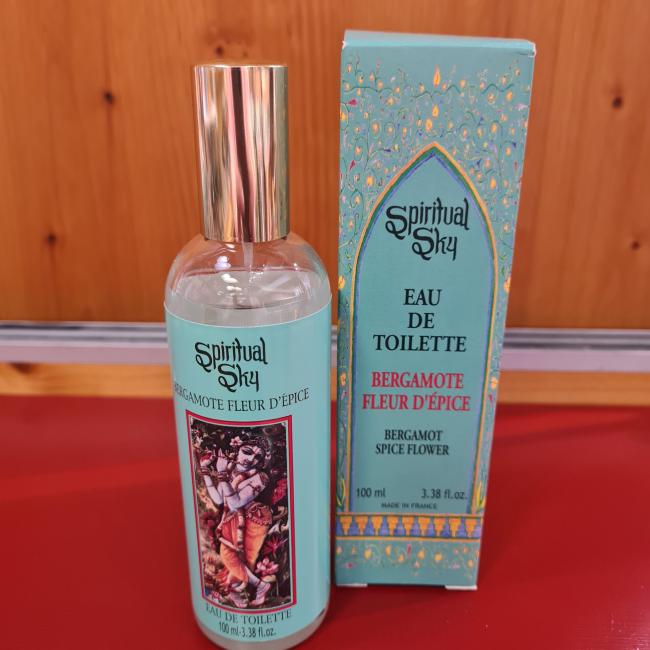 Spiritual
Sky
BERGAMOTE FLEUR D'ÉPICE
EAU DE TOILETTE
100 ml-3.38 fl.oz.
Spiritual
Sky
EAU
DE
TOILETTE
BERGAMOTE
FLEUR D'ÉPICE
BERGAMOT
SPICE FLOWER
100 ml 3.38 fl.oz.
MADE IN FRANCE